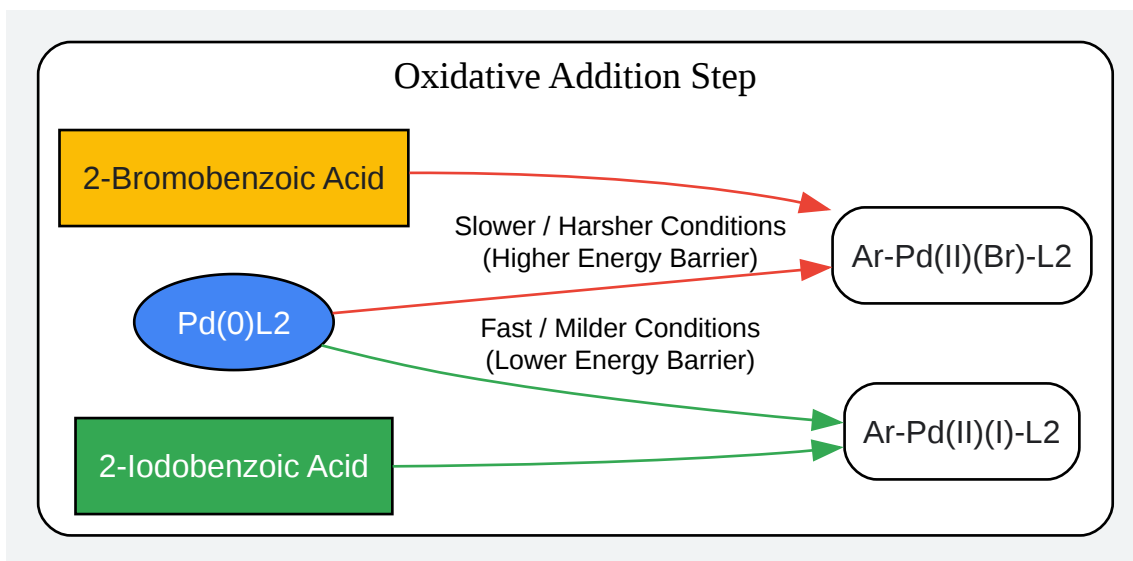 Oxidative Addition Step
2-Bromobenzoic Acid
Slower / Harsher Conditions
(Higher Energy Barrier)
Ar-Pd(II)(Br)-L2
Pd(0)L2
Fast / Milder Conditions
(Lower Energy Barrier)
Ar-Pd(II)(I)-L2
2-Iodobenzoic Acid